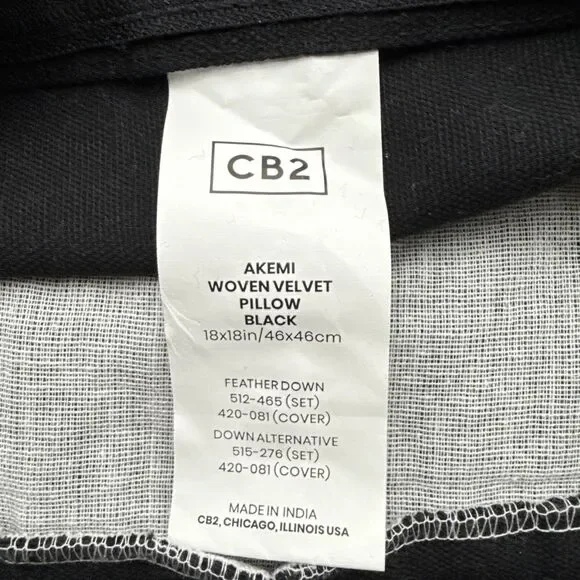 CB2
AKEMI
WOVEN VELVET
PILLOW
BLACK
18x18in/46x46cm
FEATHER DOWN
512-465 (SET)
420-081 (COVER)
DOWN ALTERNATIVE
515-276 (SET)
420-081 (COVER)
MADE IN INDIA
CB2, CHICAGO, ILLINOIS USA